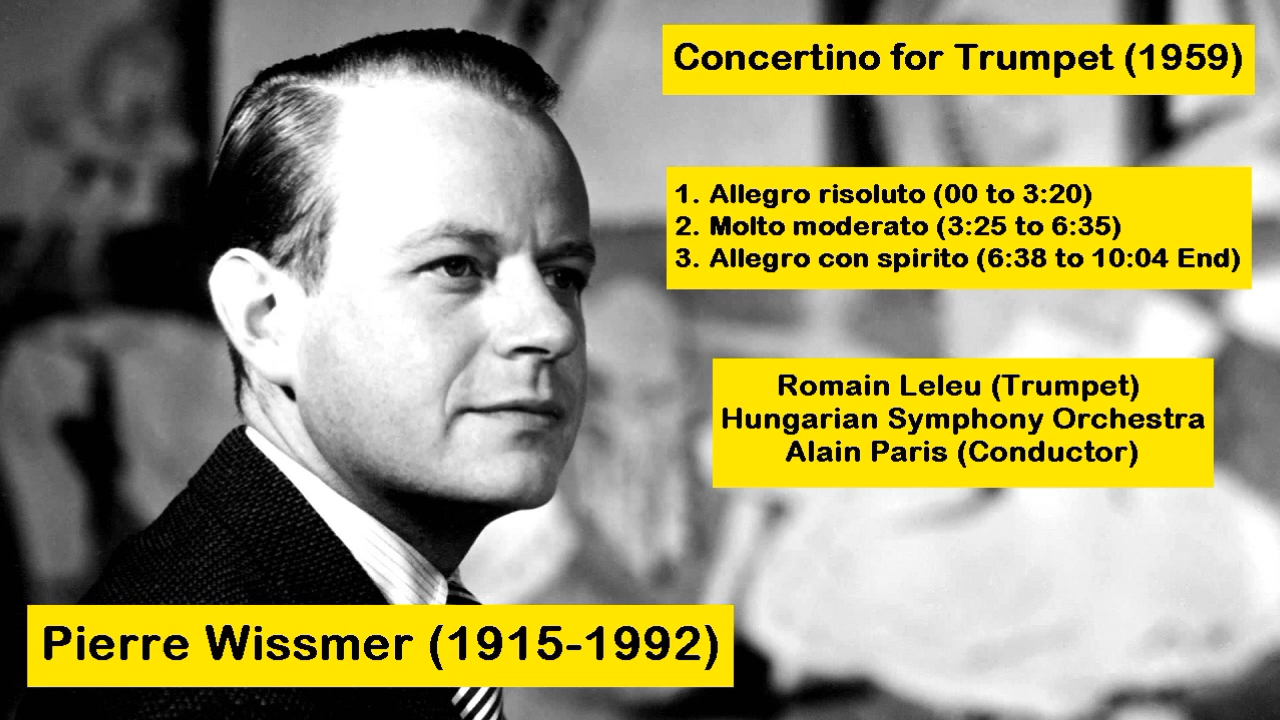 Concertino for Trumpet (1959)
1. Allegro risoluto (00 to 3:20)
2. Molto moderato (3:25 to 6:35)
3. Allegro con spirito (6:38 to 10:04 End)
Romain Leleu (Trumpet)
Hungarian Symphony Orchestra
Alain Paris (Conductor)
Pierre Wissmer (1915-1992)